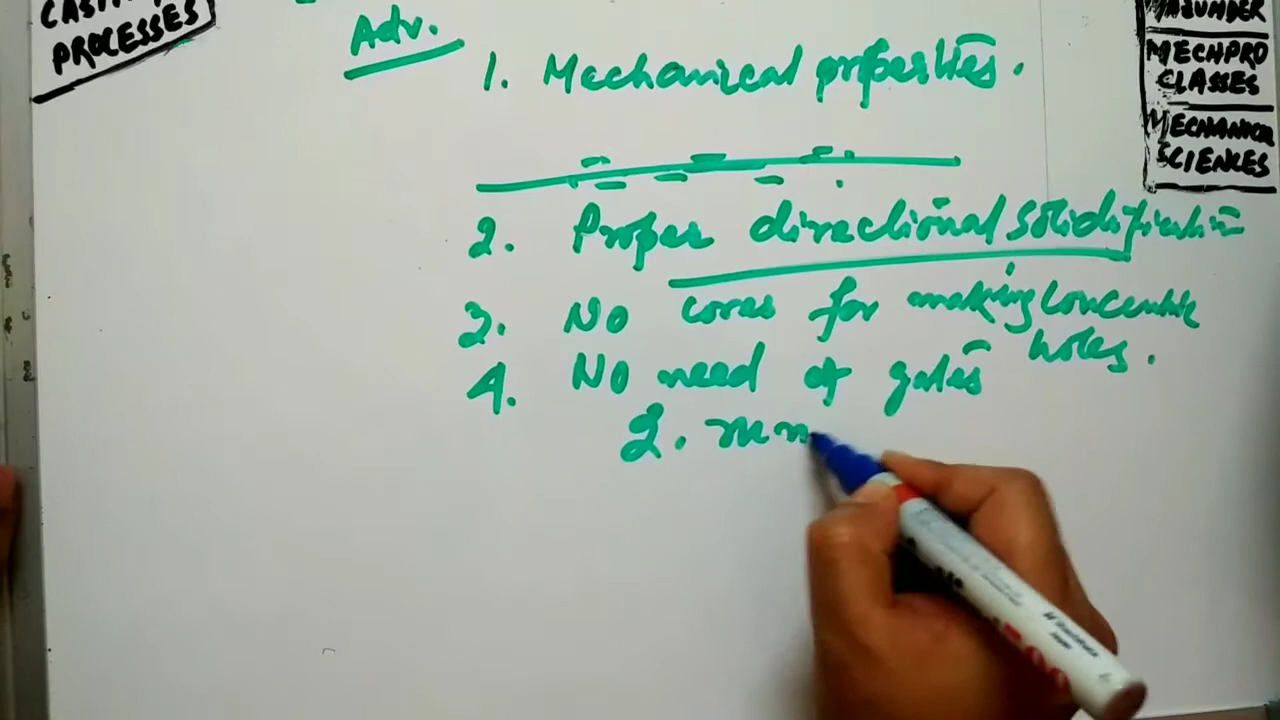 CASTI
PROCESSES
Adv.
1. Mechanical properties.
2. Proper directional solidification
3. No cores for making concentric
holes.
4. No need of gates
2.
MAJUMDER
MECHPRO
CLASSES
MECHANICAL
SCIENCES